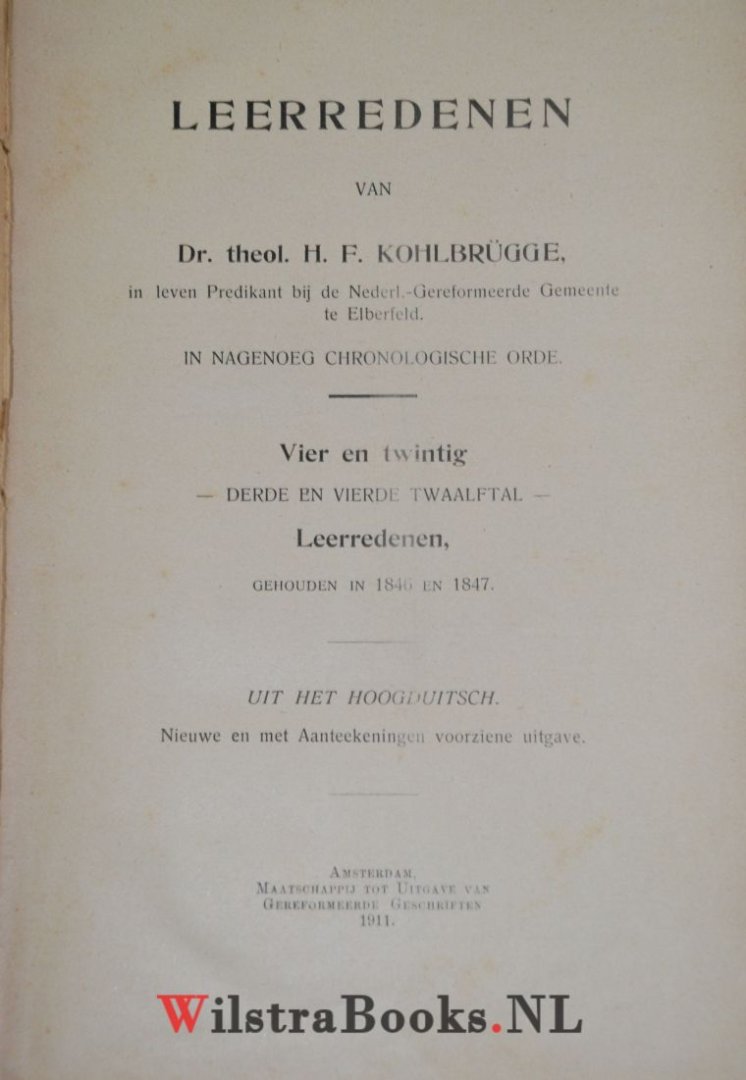 LEERREDENEN
VAN
Dr. theol. H. F. KOHLBRÜGGE,
in leven Predikant bij de Nederl.-Gereformeerde Gemeente
te Elberfeld.
IN NAGENOEG CHRONOLOGISCHE ORDE.
Vier en twintig
— DERDE EN VIERDE TWAALFTAL —
Leerredenen,
GEHOUDEN IN 1846 EN 1847.
UIT HET HOOGDUITSCH.
Nieuwe en met Aanteekeningen voorziene uitgave.
AMSTERDAM,
MAATSCHAPPIJ TOT UITGAVE VAN
GEREFORMEERDE GESCHRIFTEN
1911.
WilstraBooks.NL